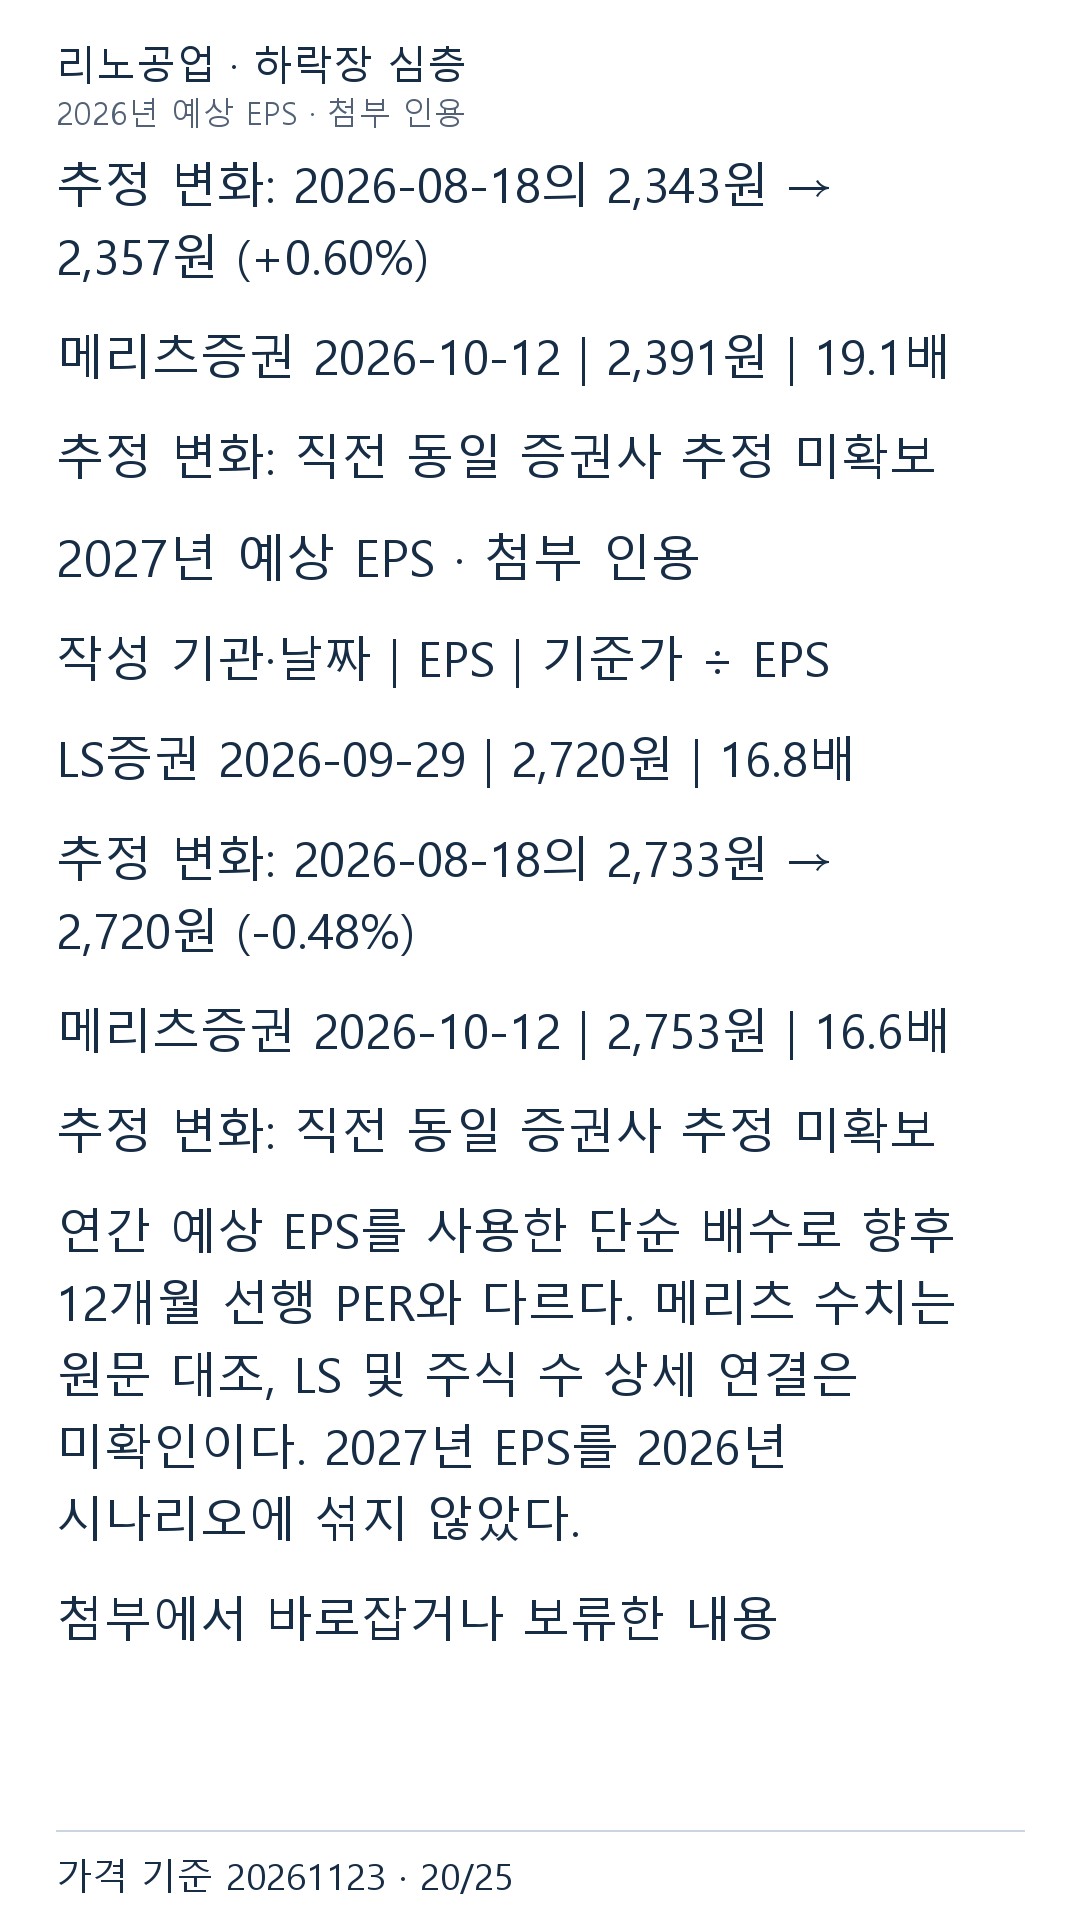 리노공업 · 하락장 심층
2026년 예상 EPS · 첨부 인용
추정 변화: 2026-08-18의 2,343원 →
2,357원 (+0.60%)
메리츠증권 2026-10-12 | 2,391원 | 19.1배
추정 변화: 직전 동일 증권사 추정 미확보
2027년 예상 EPS · 첨부 인용
작성 기관·날짜 | EPS | 기준가 ÷ EPS
LS증권 2026-09-29 | 2,720원 | 16.8배
추정 변화: 2026-08-18의 2,733원 →
2,720원 (-0.48%)
메리츠증권 2026-10-12 | 2,753원 | 16.6배
추정 변화: 직전 동일 증권사 추정 미확보
연간 예상 EPS를 사용한 단순 배수로 향후
12개월 선행 PER와 다르다. 메리츠 수치는
원문 대조, LS 및 주식 수 상세 연결은
미확인이다. 2027년 EPS를 2026년
시나리오에 섞지 않았다.
첨부에서 바로잡거나 보류한 내용
가격 기준 20261123 · 20/25